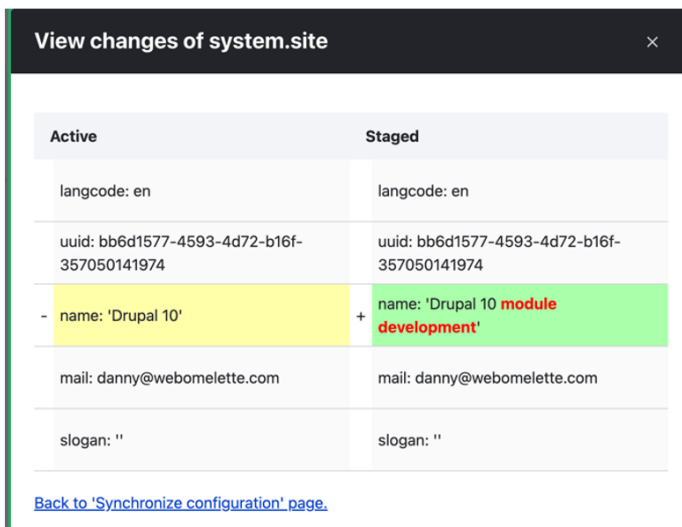 View changes of system.site ×
Active Staged
langcode: en langcode: en
uuid: bb6d1577-4593-4d72-b16f- uuid: bb6d1577-4593-4d72-b16f-
357050141974 357050141974
- name: 'Drupal 10' + name: 'Drupal 10 module
development'
mail: danny@webomelette.com mail: danny@webomelette.com
slogan: '' slogan: ''
Back to 'Synchronize configuration' page.